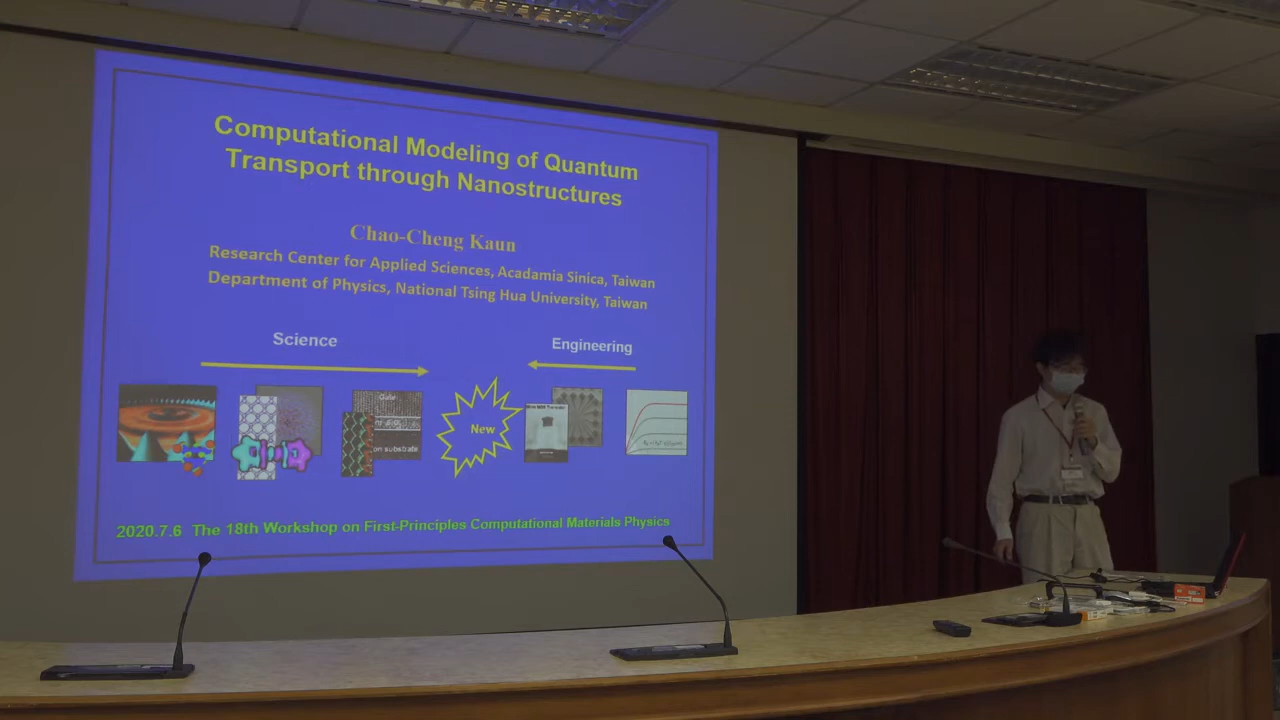 Computational Modeling of Quantum
Transport through Nanostructures
Chao-Cheng Kaun
Research Center for Applied Sciences, Acadamia Sinica, Taiwan
Department of Physics, National Tsing Hua University, Taiwan
Science
Engineering
Gate
on substrate
New
2020.7.6 The 18th Workshop on First-Principles Computational Materials Physics